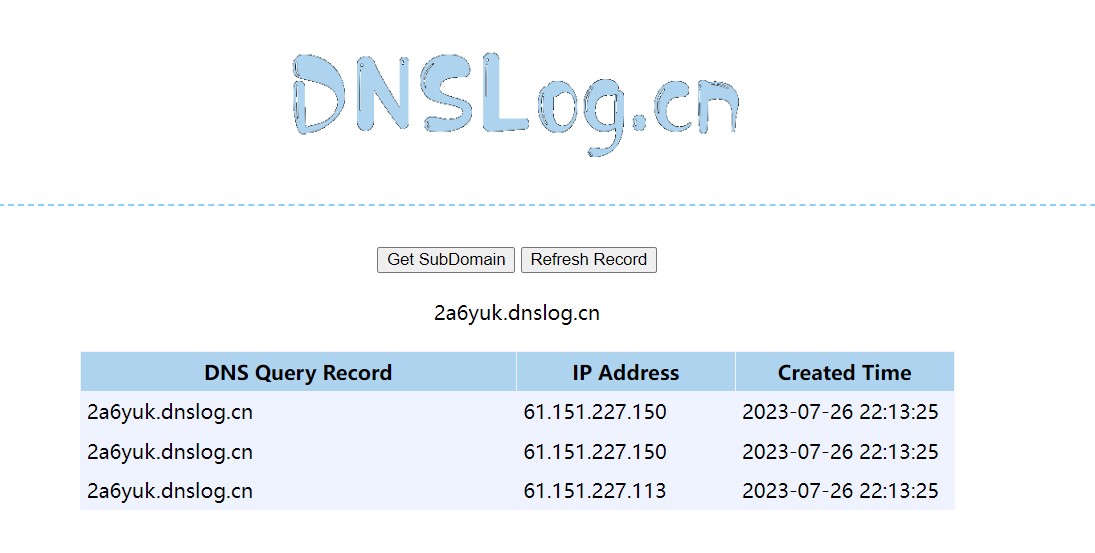 DNSLog.cn
Get SubDomain Refresh Record
2a6yuk.dnslog.cn
DNS Query Record IP Address Created Time
2a6yuk.dnslog.cn 61.151.227.150 2023-07-26 22:13:25
2a6yuk.dnslog.cn 61.151.227.150 2023-07-26 22:13:25
2a6yuk.dnslog.cn 61.151.227.113 2023-07-26 22:13:25